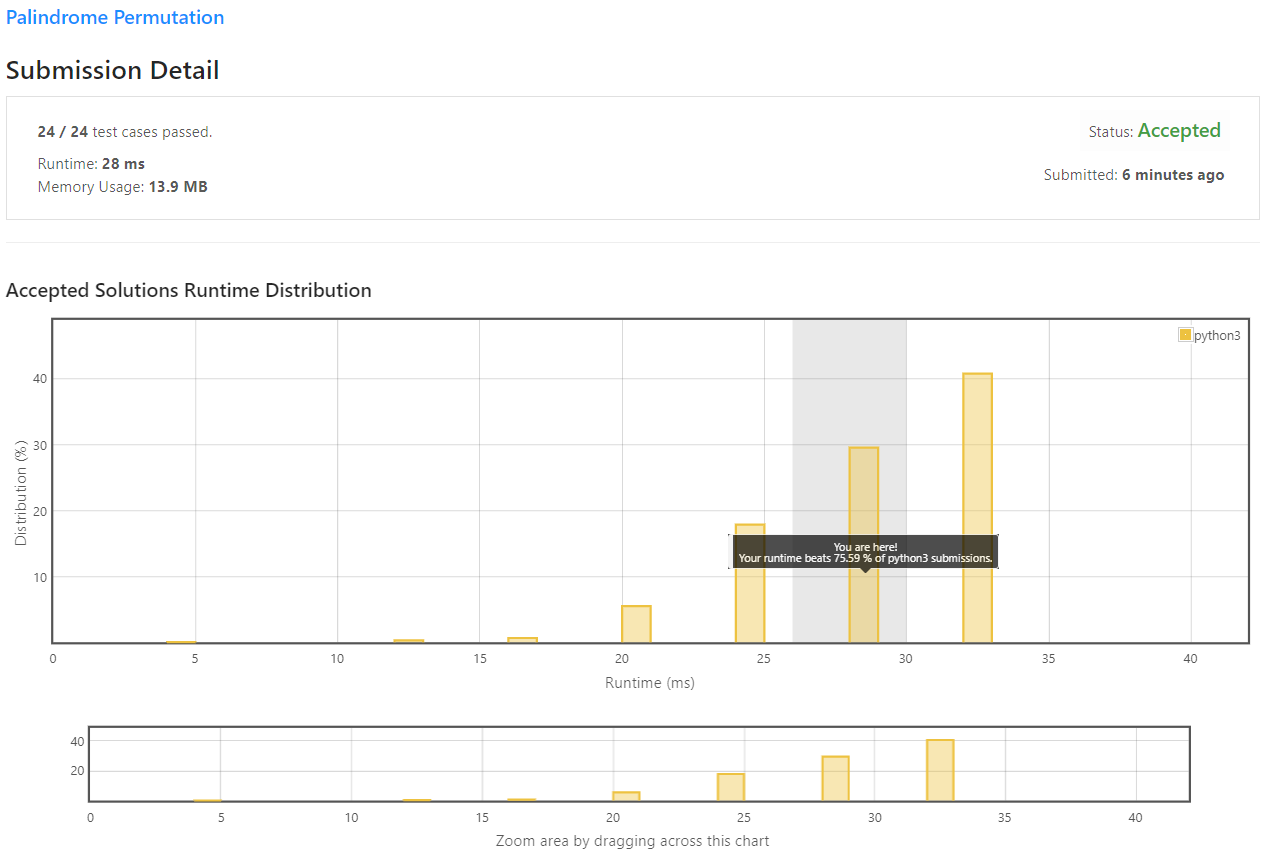 Palindrome Permutation
Submission Detail
24 / 24 test cases passed.
Status: Accepted
Runtime: 28 ms
Memory Usage: 13.9 MB
Submitted: 6 minutes ago
Accepted Solutions Runtime Distribution
python3
Distribution (%)
40
30
20
10
You are here!
Your runtime beats 75.59 % of python3 submissions.
0 5 10 15 20 25 30 35 40
Runtime (ms)
40
20
0 5 10 15 20 25 30 35 40
Zoom area by dragging across this chart